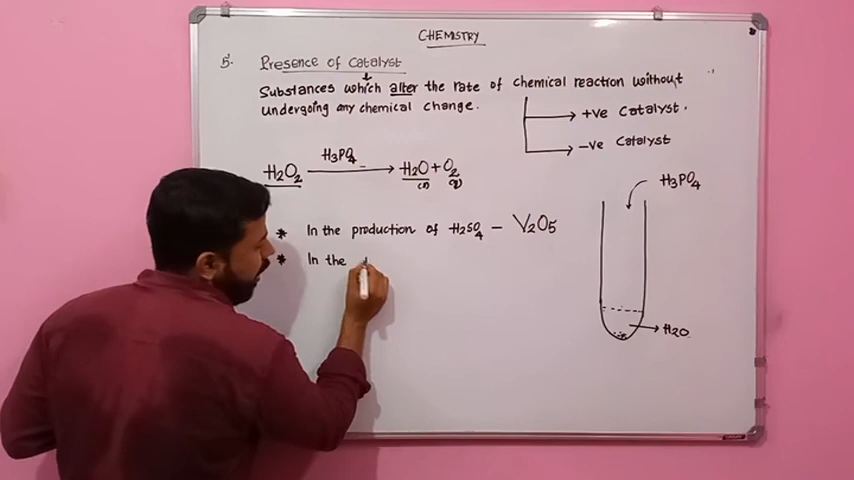 CHEMISTRY
5. Presence of Catalyst
Substances which alter the rate of chemical reaction without
undergoing any chemical change.
+ve Catalyst.
-ve Catalyst
H₂O₂ H₃PO₄ → H₂O + O₂
(l) (g)
H₃PO₄
* In the production of H₂SO₄ - V₂O₅
* In the
→ H₂O